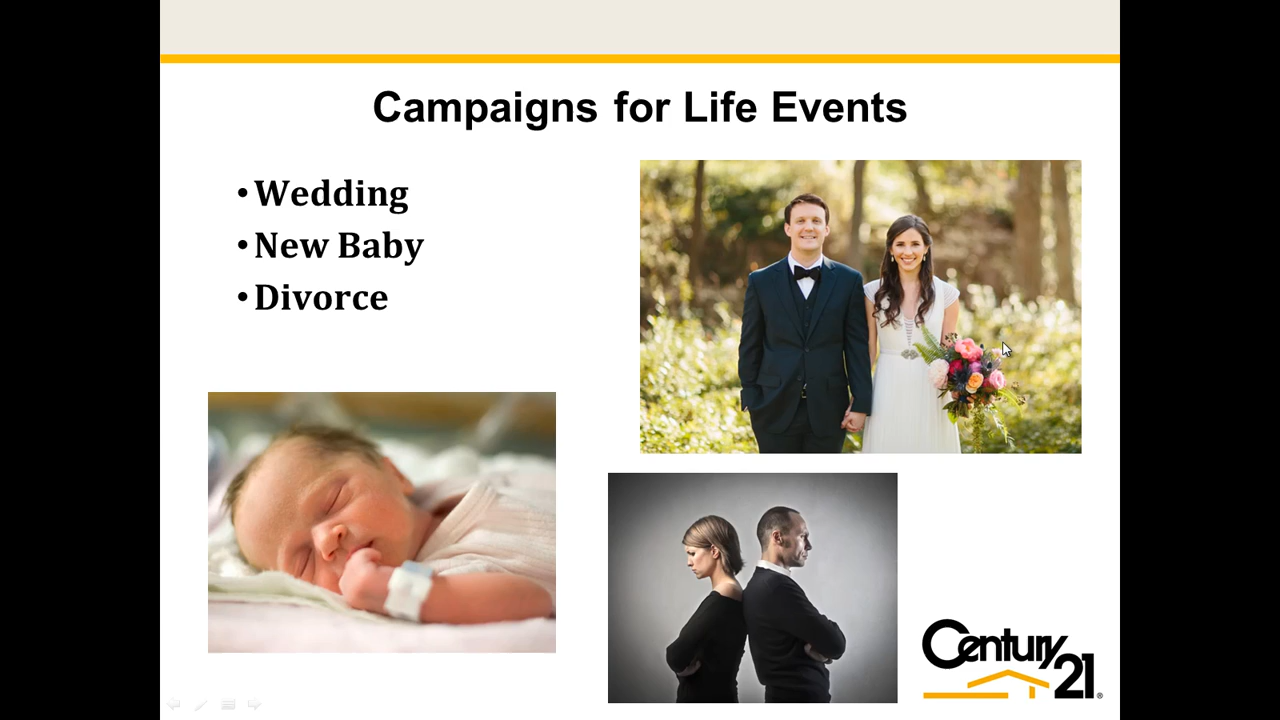 Campaigns for Life Events
• Wedding
• New Baby
• Divorce
Century 21®